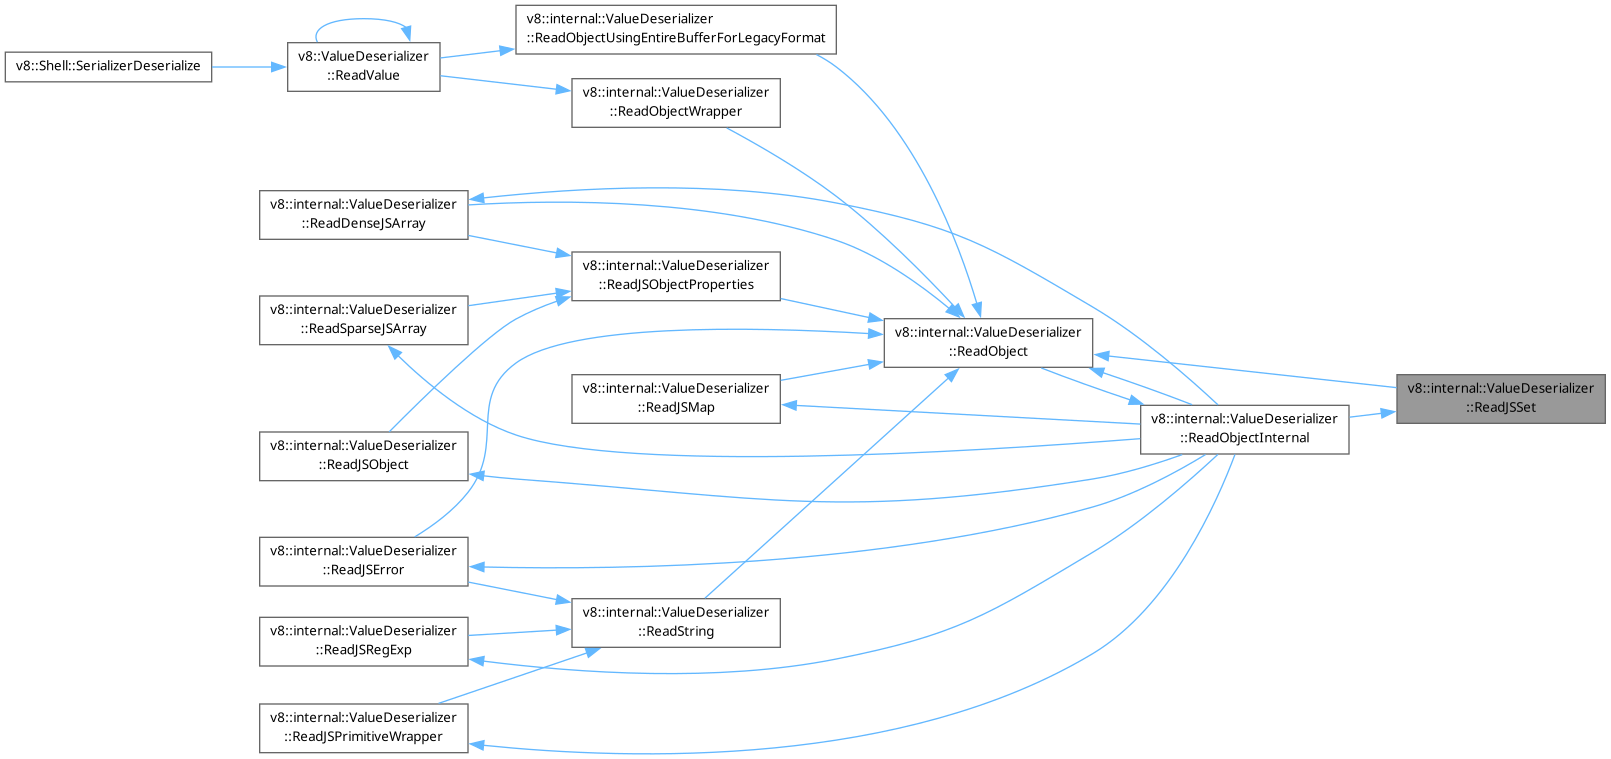 v8::internal::ValueDeserializer
::ReadObjectUsingEntireBufferForLegacyFormat
v8::Shell::SerializerDeserialize
v8::ValueDeserializer
::ReadValue
v8::internal::ValueDeserializer
::ReadObjectWrapper
v8::internal::ValueDeserializer
::ReadDenseJSArray
v8::internal::ValueDeserializer
::ReadJSObjectProperties
v8::internal::ValueDeserializer
::ReadSparseJSArray
v8::internal::ValueDeserializer
::ReadObject
v8::internal::ValueDeserializer
::ReadJSMap
v8::internal::ValueDeserializer
::ReadJSSet
v8::internal::ValueDeserializer
::ReadObjectInternal
v8::internal::ValueDeserializer
::ReadJSObject
v8::internal::ValueDeserializer
::ReadJSError
v8::internal::ValueDeserializer
::ReadString
v8::internal::ValueDeserializer
::ReadJSRegExp
v8::internal::ValueDeserializer
::ReadJSPrimitiveWrapper